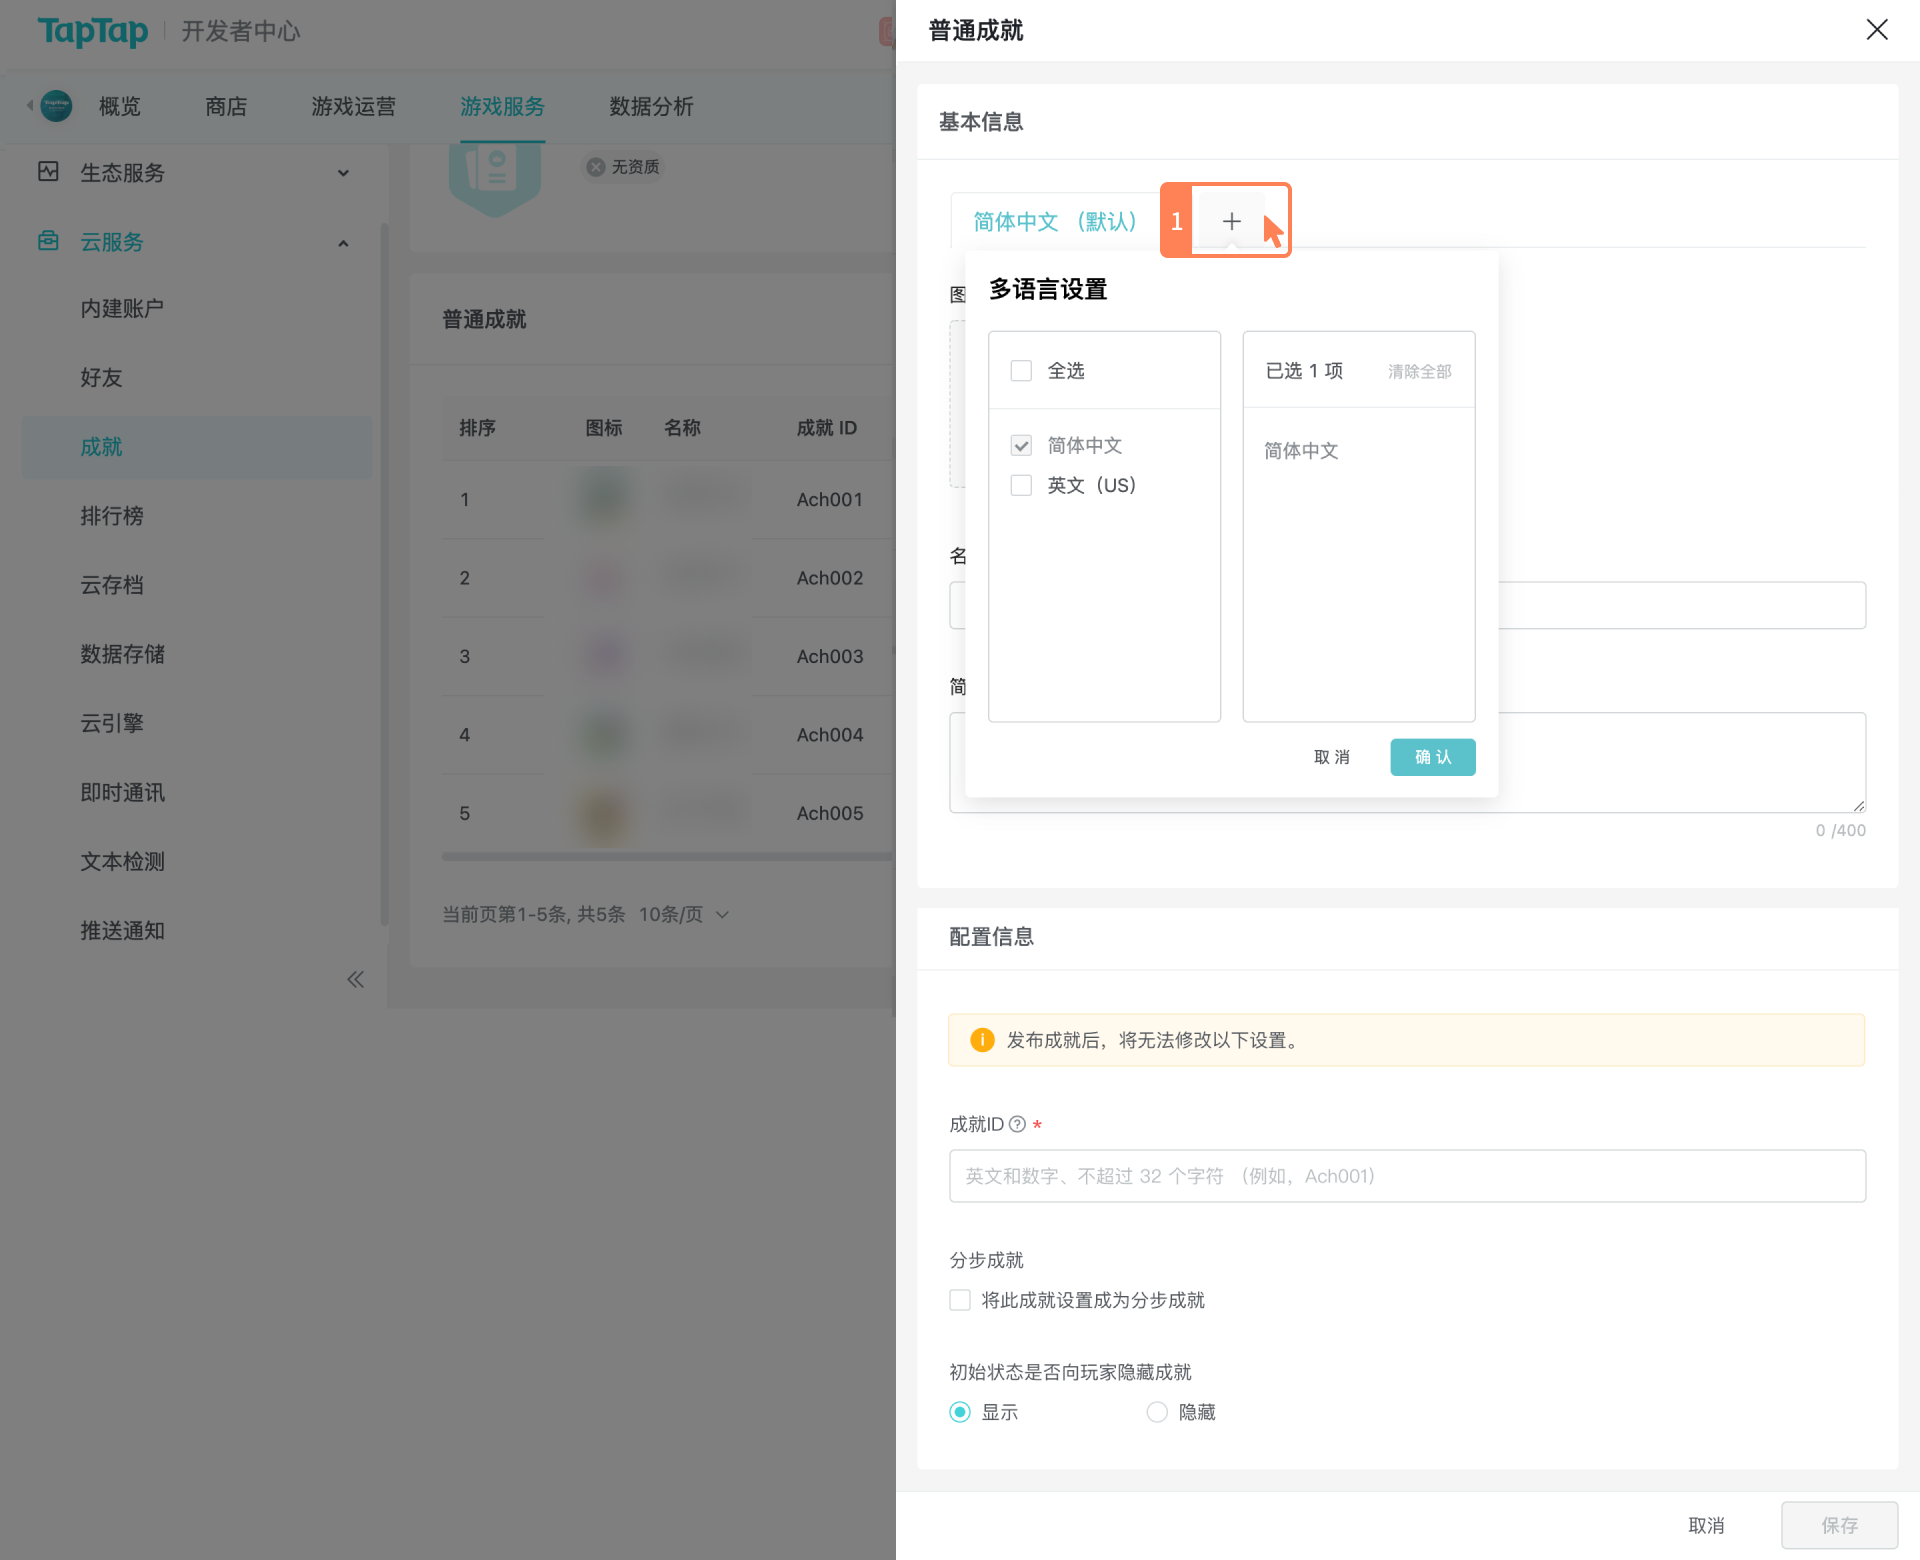 TapTap 开发者中心
概览 商店 游戏运营 游戏服务 数据分析
生态服务
云服务
内建账户
好友
成就
排行榜
云存档
数据存储
云引擎
即时通讯
文本检测
推送通知
无资质
普通成就
排序 图标 名称 成就 ID
1 Ach001
2 Ach002
3 Ach003
4 Ach004
5 Ach005
当前页第1-5条, 共5条 10条/页
普通成就
基本信息
简体中文 （默认） 1
图
多语言设置
全选
已选 1 项 清除全部
简体中文
简体中文
英文（US）
名
简
取 消 确 认
0 /400
配置信息
发布成就后，将无法修改以下设置。
成就ID *
英文和数字、不超过 32 个字符 （例如，Ach001）
分步成就
将此成就设置成为分步成就
初始状态是否向玩家隐藏成就
显示 隐藏
取消 保存